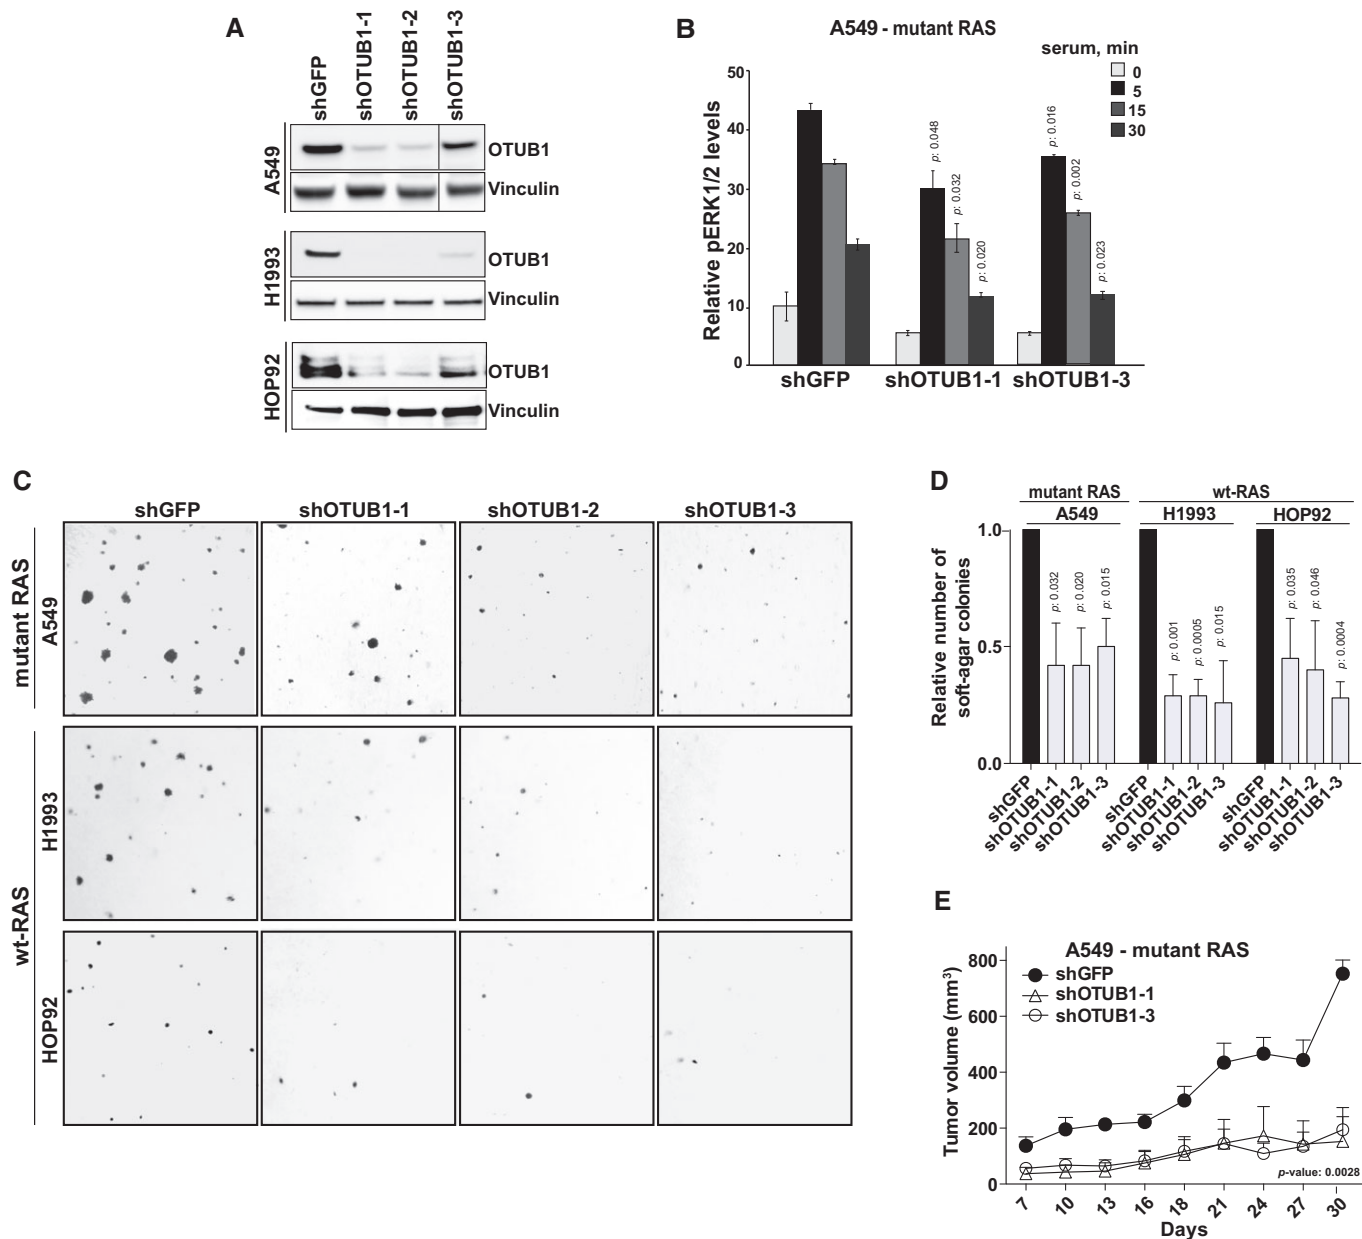 A
shGFP
shOTUB1-1
shOTUB1-2
shOTUB1-3
A549
OTUB1
Vinculin
H1993
OTUB1
Vinculin
HOP92
OTUB1
Vinculin
B
A549 - mutant RAS
serum, min
0
5
15
30
Relative pERK1/2 levels
50
40
30
20
10
0
p: 0.048
p: 0.032
p: 0.020
p: 0.016
p: 0.002
p: 0.023
shGFP shOTUB1-1 shOTUB1-3
C
shGFP shOTUB1-1 shOTUB1-2 shOTUB1-3
mutant RAS
A549
wt-RAS
H1993
HOP92
D
mutant RAS wt-RAS
A549 H1993 HOP92
Relative number of
soft-agar colonies
1.0
0.5
0.0
p: 0.032
p: 0.020
p: 0.015
p: 0.001
p: 0.0005
p: 0.015
p: 0.035
p: 0.046
p: 0.0004
shGFP
shOTUB1-1
shOTUB1-2
shOTUB1-3
shGFP
shOTUB1-1
shOTUB1-2
shOTUB1-3
shGFP
shOTUB1-1
shOTUB1-2
shOTUB1-3
E
A549 - mutant RAS
shGFP
shOTUB1-1
shOTUB1-3
Tumor volume (mm³)
800
600
400
200
0
p-value: 0.0028
7 10 13 16 18 21 24 27 30
Days